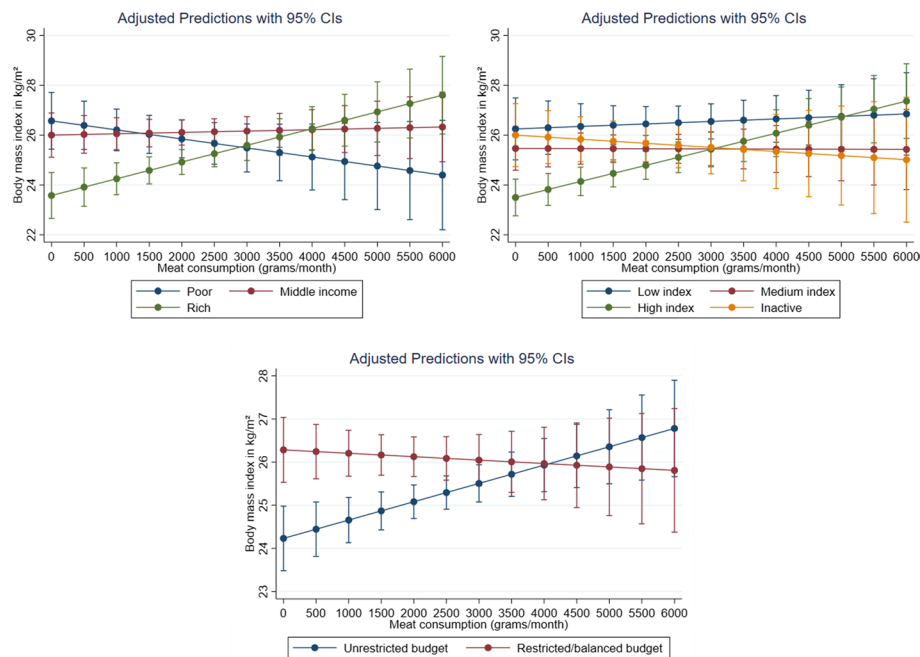 Adjusted Predictions with 95% CIs
Body mass index in kg/m²
30
28
26
24
22
0 500 1000 1500 2000 2500 3000 3500 4000 4500 5000 5500 6000
Meat consumption (grams/month)
Poor Middle income
Rich
Adjusted Predictions with 95% CIs
Body mass index in kg/m²
30
28
26
24
22
0 500 1000 1500 2000 2500 3000 3500 4000 4500 5000 5500 6000
Meat consumption (grams/month)
Low index Medium index
High index Inactive
Adjusted Predictions with 95% CIs
Body mass index in kg/m²
28
27
26
25
24
23
0 500 1000 1500 2000 2500 3000 3500 4000 4500 5000 5500 6000
Meat consumption (grams/month)
Unrestricted budget Restricted/balanced budget